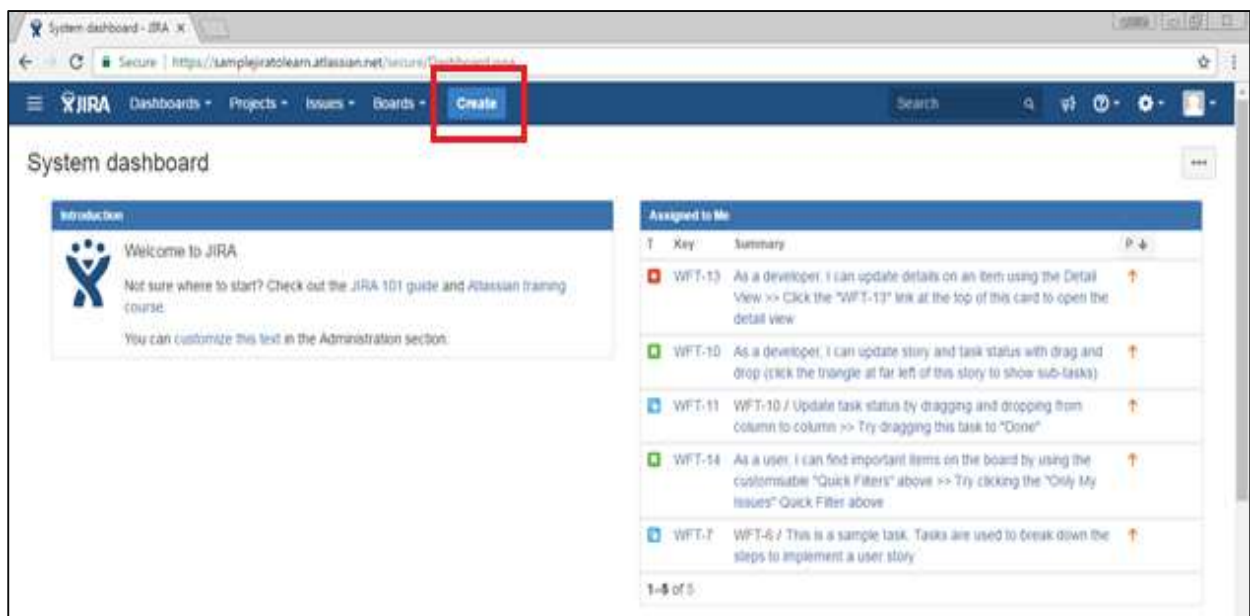 System dashboard - JIRA
Secure | https://samplejiratolearn.atlassian.net/secure/Dashboard.jspa
JIRA Dashboards Projects Issues Boards Create Search
System dashboard
Introduction
Welcome to JIRA
Not sure where to start? Check out the JIRA 101 guide and Atlassian training
course.
You can customize this text in the Administration section.
Assigned to Me
T Key Summary P
WFT-13 As a developer, I can update details on an item using the Detail
View >> Click the "WFT-13" link at the top of this card to open the
detail view
WFT-10 As a developer, I can update story and task status with drag and
drop (click the triangle at far left of this story to show sub-tasks)
WFT-11 WFT-10 / Update task status by dragging and dropping from
column to column >> Try dragging this task to "Done"
WFT-14 As a user, I can find important items on the board by using the
customisable "Quick Filters" above >> Try clicking the "Only My
Issues" Quick Filter above
WFT-7 WFT-6 / This is a sample task. Tasks are used to break down the
steps to implement a user story
1–5 of 5